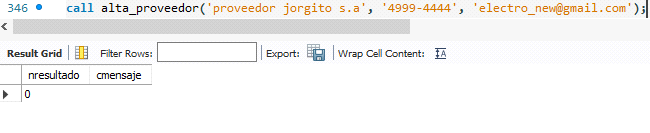 346 call alta_proveedor('proveedor jorgito s.a', '4999-4444', 'electro_new@gmail.com');
Result Grid Filter Rows: Export: Wrap Cell Content: IA
nresultado cmensaje
0